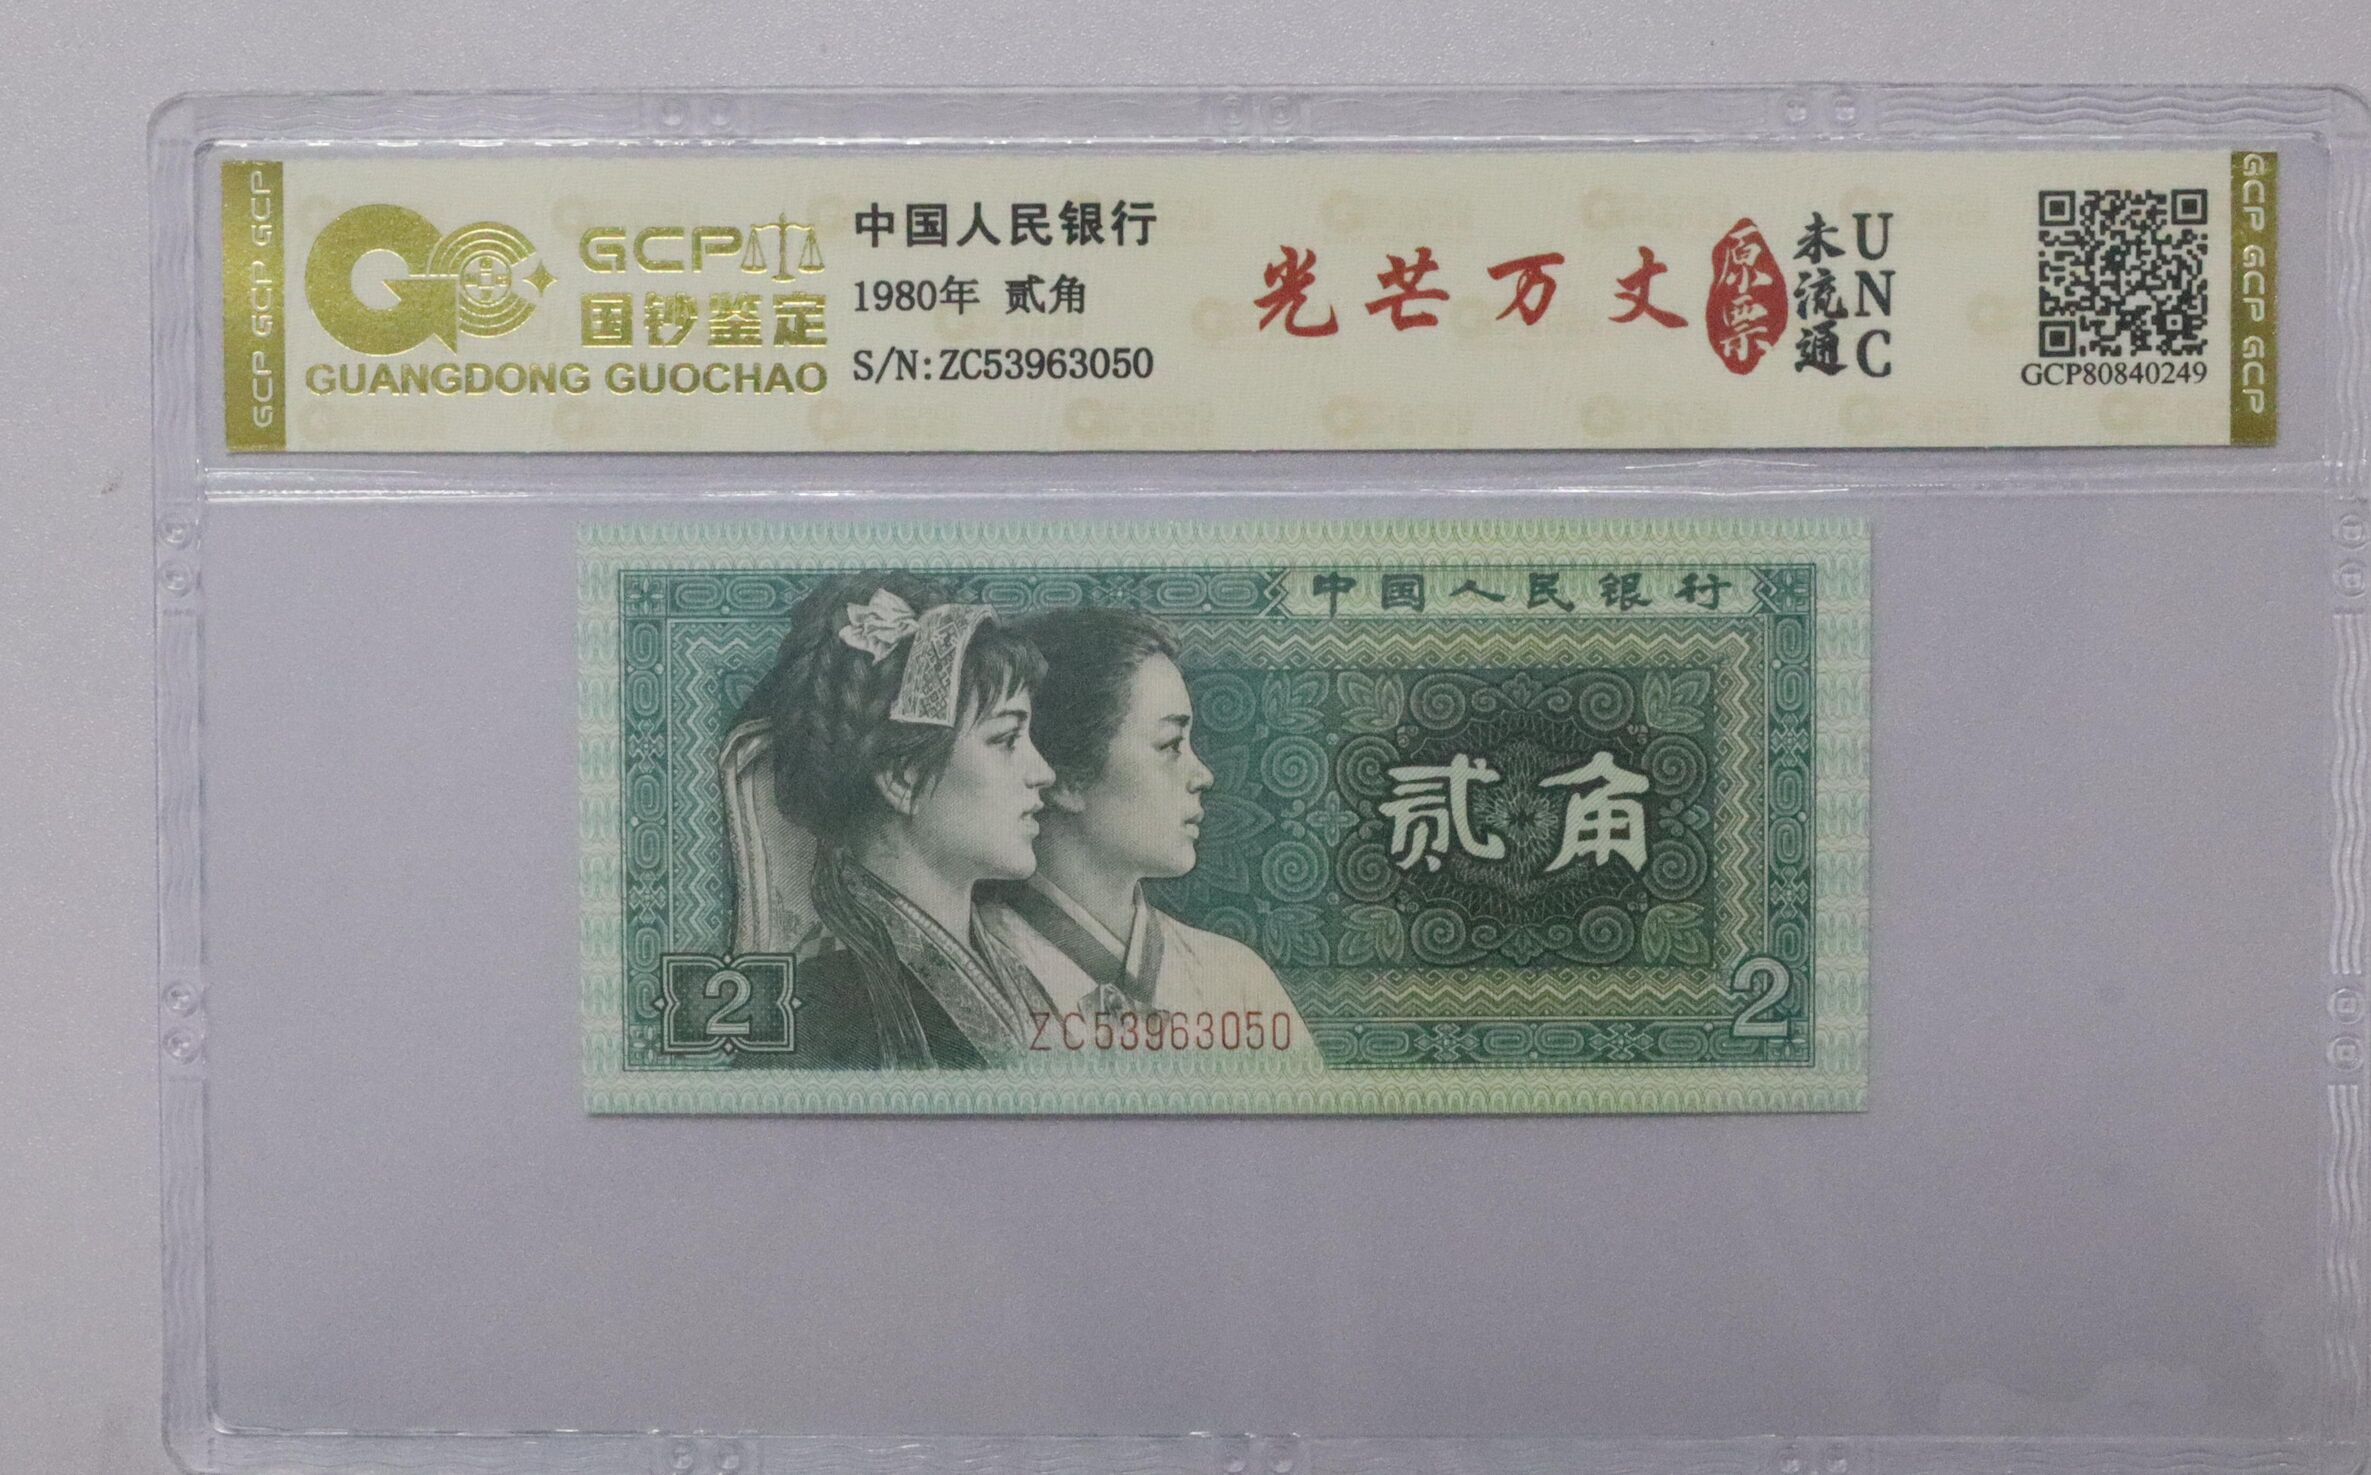 GCP GCP GCP
GCP
国钞鉴定
GUANGDONG GUOCHAO
中国人民银行
1980年 贰角
S/N:ZC53963050
光芒万丈
原票
未流通
UNC
GCP80840249
GCP GCP GCP
中国人民银行
贰角
2
ZC53963050
2